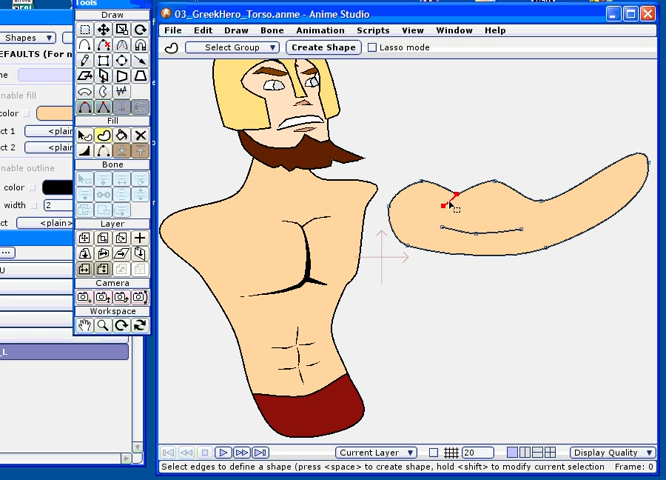 Shapes
EFAULTS (For n
ne
nable fill
color
ct 1
<plain
ct 2
<plain
nable outline
color
width
2
ct
<plain
...
U
_L
Tools
Draw
Fill
Bone
Layer
Camera
Workspace
03_GreekHero_Torso.anme - Anime Studio
File Edit Draw Bone Animation Scripts View Window Help
Select Group
Create Shape
Lasso mode
Current Layer
20
Display Quality
Select edges to define a shape (press <space> to create shape, hold <shift> to modify current selection
Frame: 0